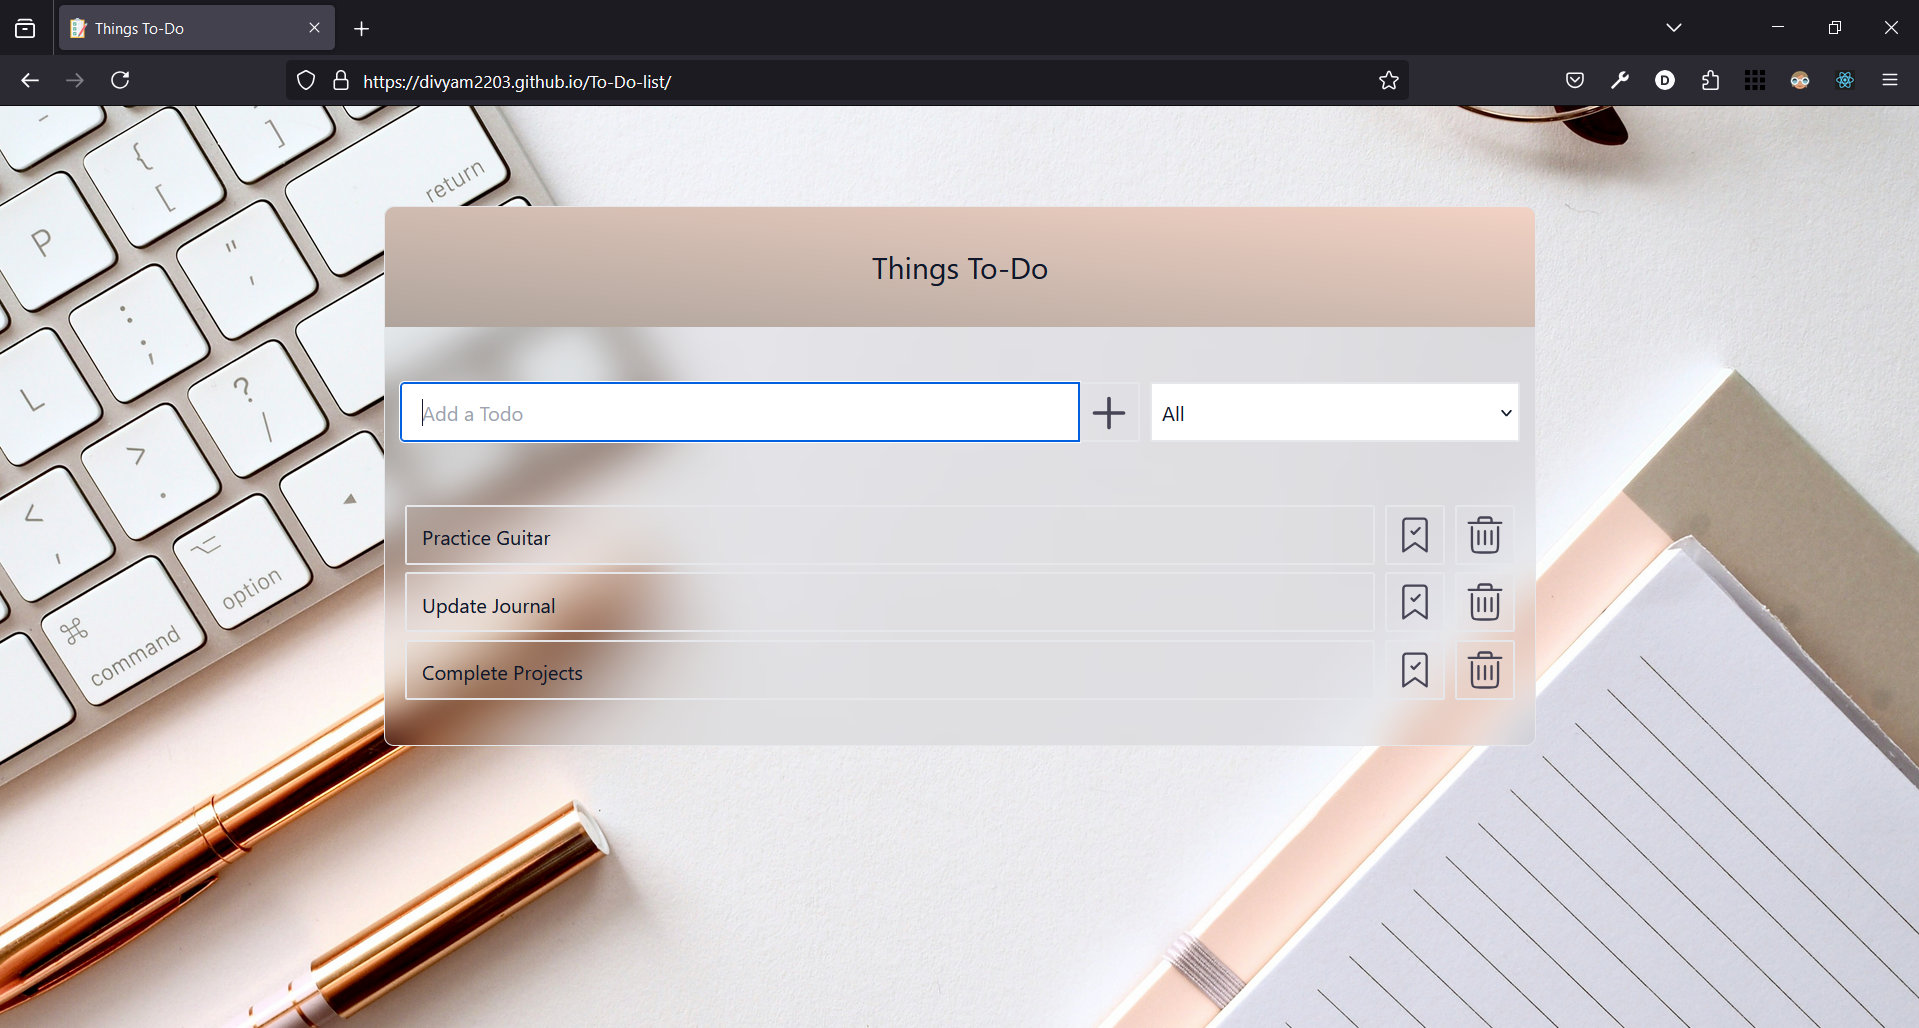 Things To-Do
https://divyam2203.github.io/To-Do-list/
D
{
[
]
return
P
"
'
:
;
L
?
/
>
.
<
,
option
command
Things To-Do
Add a Todo
All
Practice Guitar
Update Journal
Complete Projects